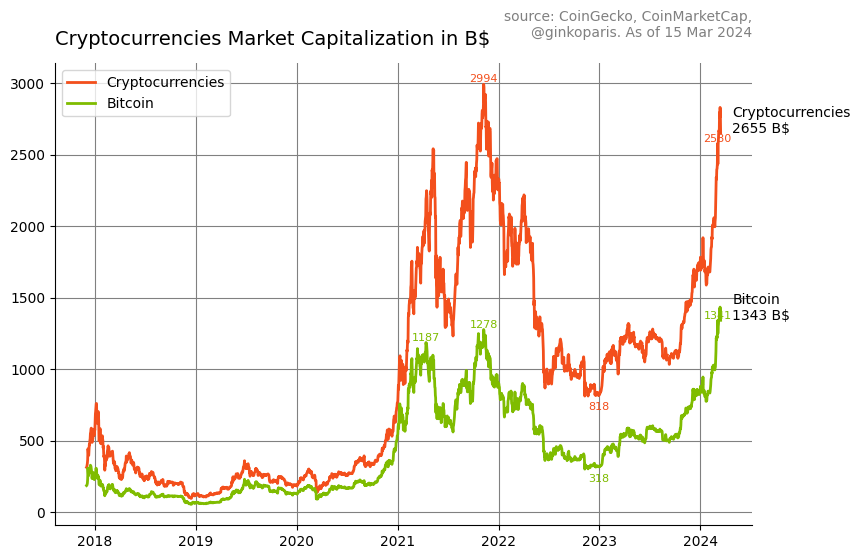 source: CoinGecko, CoinMarketCap,
@ginkoparis. As of 15 Mar 2024
Cryptocurrencies Market Capitalization in B$
Cryptocurrencies
Bitcoin
3000
2500
2000
1500
1000
500
0
2994
1187
1278
818
318
2580
1341
Cryptocurrencies
2655 B$
Bitcoin
1343 B$
2018
2019
2020
2021
2022
2023
2024